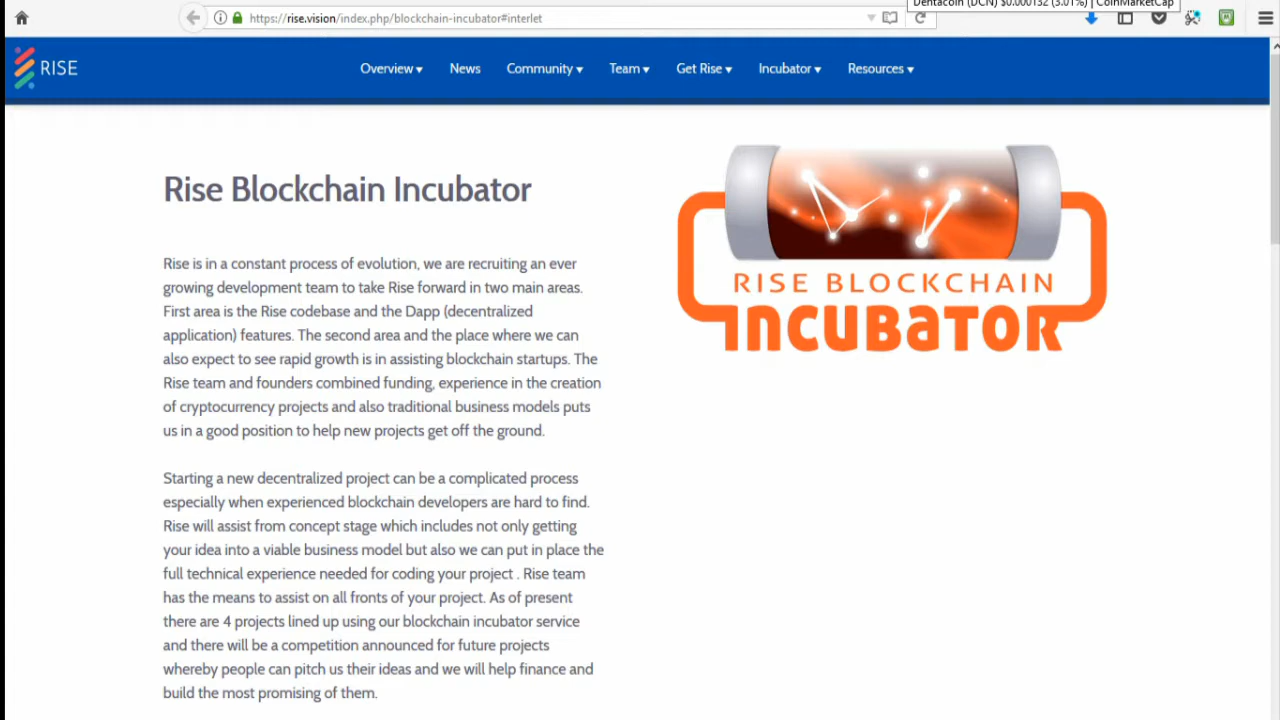 Dentacoin (DCN) $0.000132 (3.01%) | CoinMarketCap
https://rise.vision/index.php/blockchain-incubator#interlet
RISE
Overview
News
Community
Team
Get Rise
Incubator
Resources
Rise Blockchain Incubator
Rise is in a constant process of evolution, we are recruiting an ever
growing development team to take Rise forward in two main areas.
First area is the Rise codebase and the Dapp (decentralized
application) features. The second area and the place where we can
also expect to see rapid growth is in assisting blockchain startups. The
Rise team and founders combined funding, experience in the creation
of cryptocurrency projects and also traditional business models puts
us in a good position to help new projects get off the ground.
Starting a new decentralized project can be a complicated process
especially when experienced blockchain developers are hard to find.
Rise will assist from concept stage which includes not only getting
your idea into a viable business model but also we can put in place the
full technical experience needed for coding your project . Rise team
has the means to assist on all fronts of your project. As of present
there are 4 projects lined up using our blockchain incubator service
and there will be a competition announced for future projects
whereby people can pitch us their ideas and we will help finance and
build the most promising of them.
RISE BLOCKCHAIN
INCUBATOR